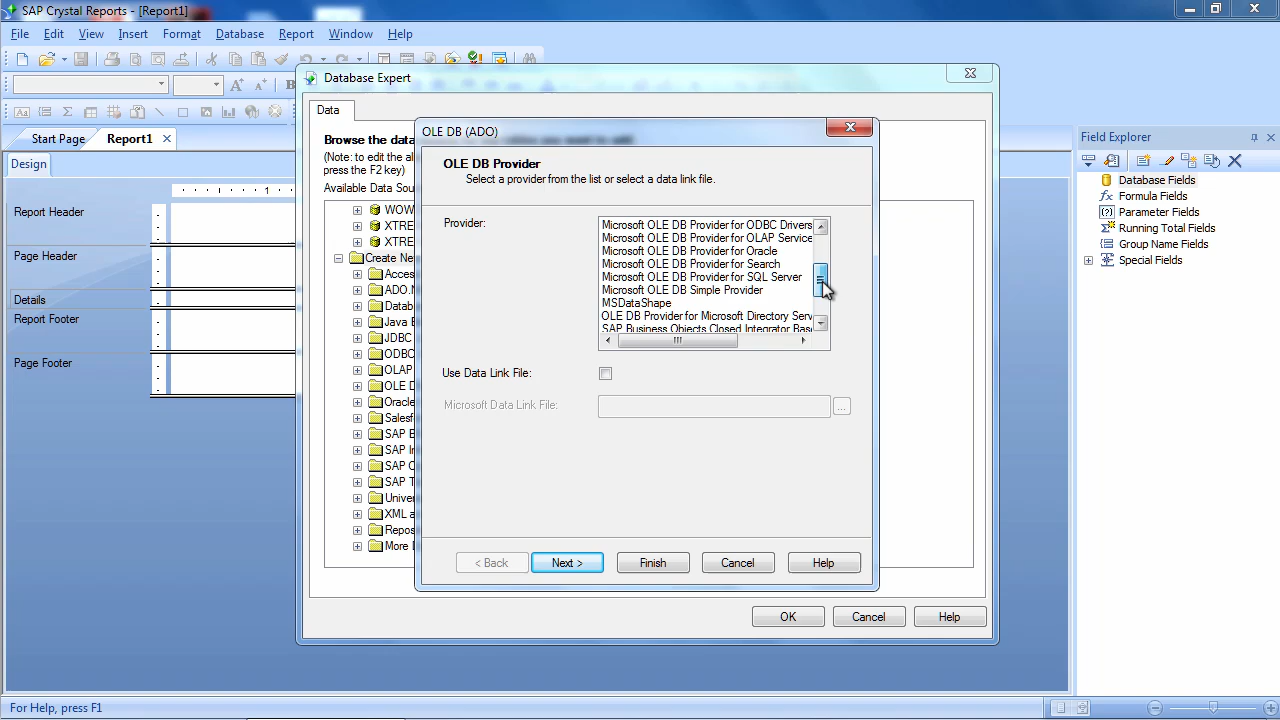 SAP Crystal Reports - [Report1]
File Edit View Insert Format Database Report Window Help
Start Page Report1
Design
1
Report Header
Page Header
Details
Report Footer
Page Footer
Database Expert
Data
Browse the data
(Note: to edit the
press the F2 key)
Available Data Sou
WOW
XTRE
XTRE
Create Ne
Acces
ADO.N
Datab
Java B
JDBC
ODBC
OLAP
OLE D
Oracle
Salesf
SAP B
SAP In
SAP O
SAP T
Univer
XML a
Repos
More
OK Cancel Help
OLE DB (ADO)
OLE DB Provider
Select a provider from the list or select a data link file.
Provider:
Microsoft OLE DB Provider for ODBC Drivers
Microsoft OLE DB Provider for OLAP Service
Microsoft OLE DB Provider for Oracle
Microsoft OLE DB Provider for Search
Microsoft OLE DB Provider for SQL Server
Microsoft OLE DB Simple Provider
MSDataShape
OLE DB Provider for Microsoft Directory Serv
SAP Business Objects Closed Integrator Base
Use Data Link File:
Microsoft Data Link File:
...
< Back Next > Finish Cancel Help
Field Explorer
Database Fields
Formula Fields
Parameter Fields
Running Total Fields
Group Name Fields
Special Fields
For Help, press F1